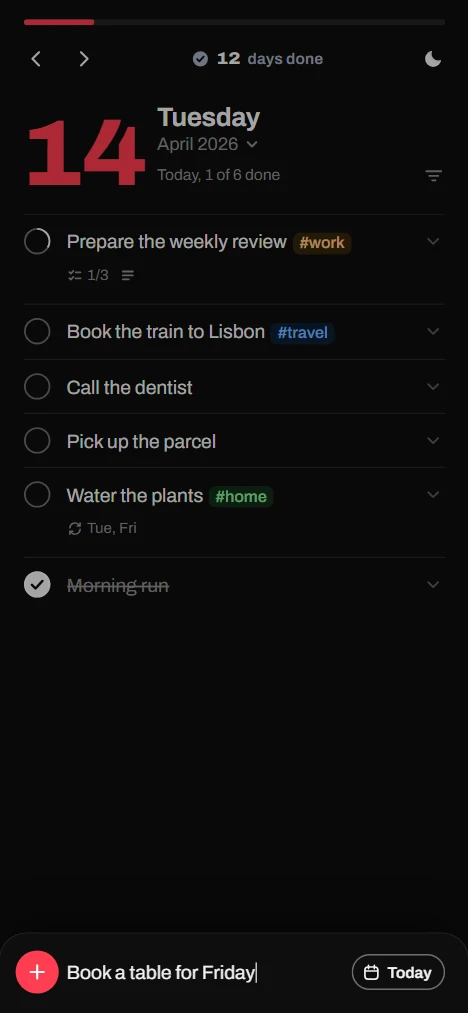 12 days done
14
Tuesday
April 2026
Today, 1 of 6 done
Prepare the weekly review #work
1/3
Book the train to Lisbon #travel
Call the dentist
Pick up the parcel
Water the plants #home
Tue, Fri
Morning run
Book a table for Friday
Today